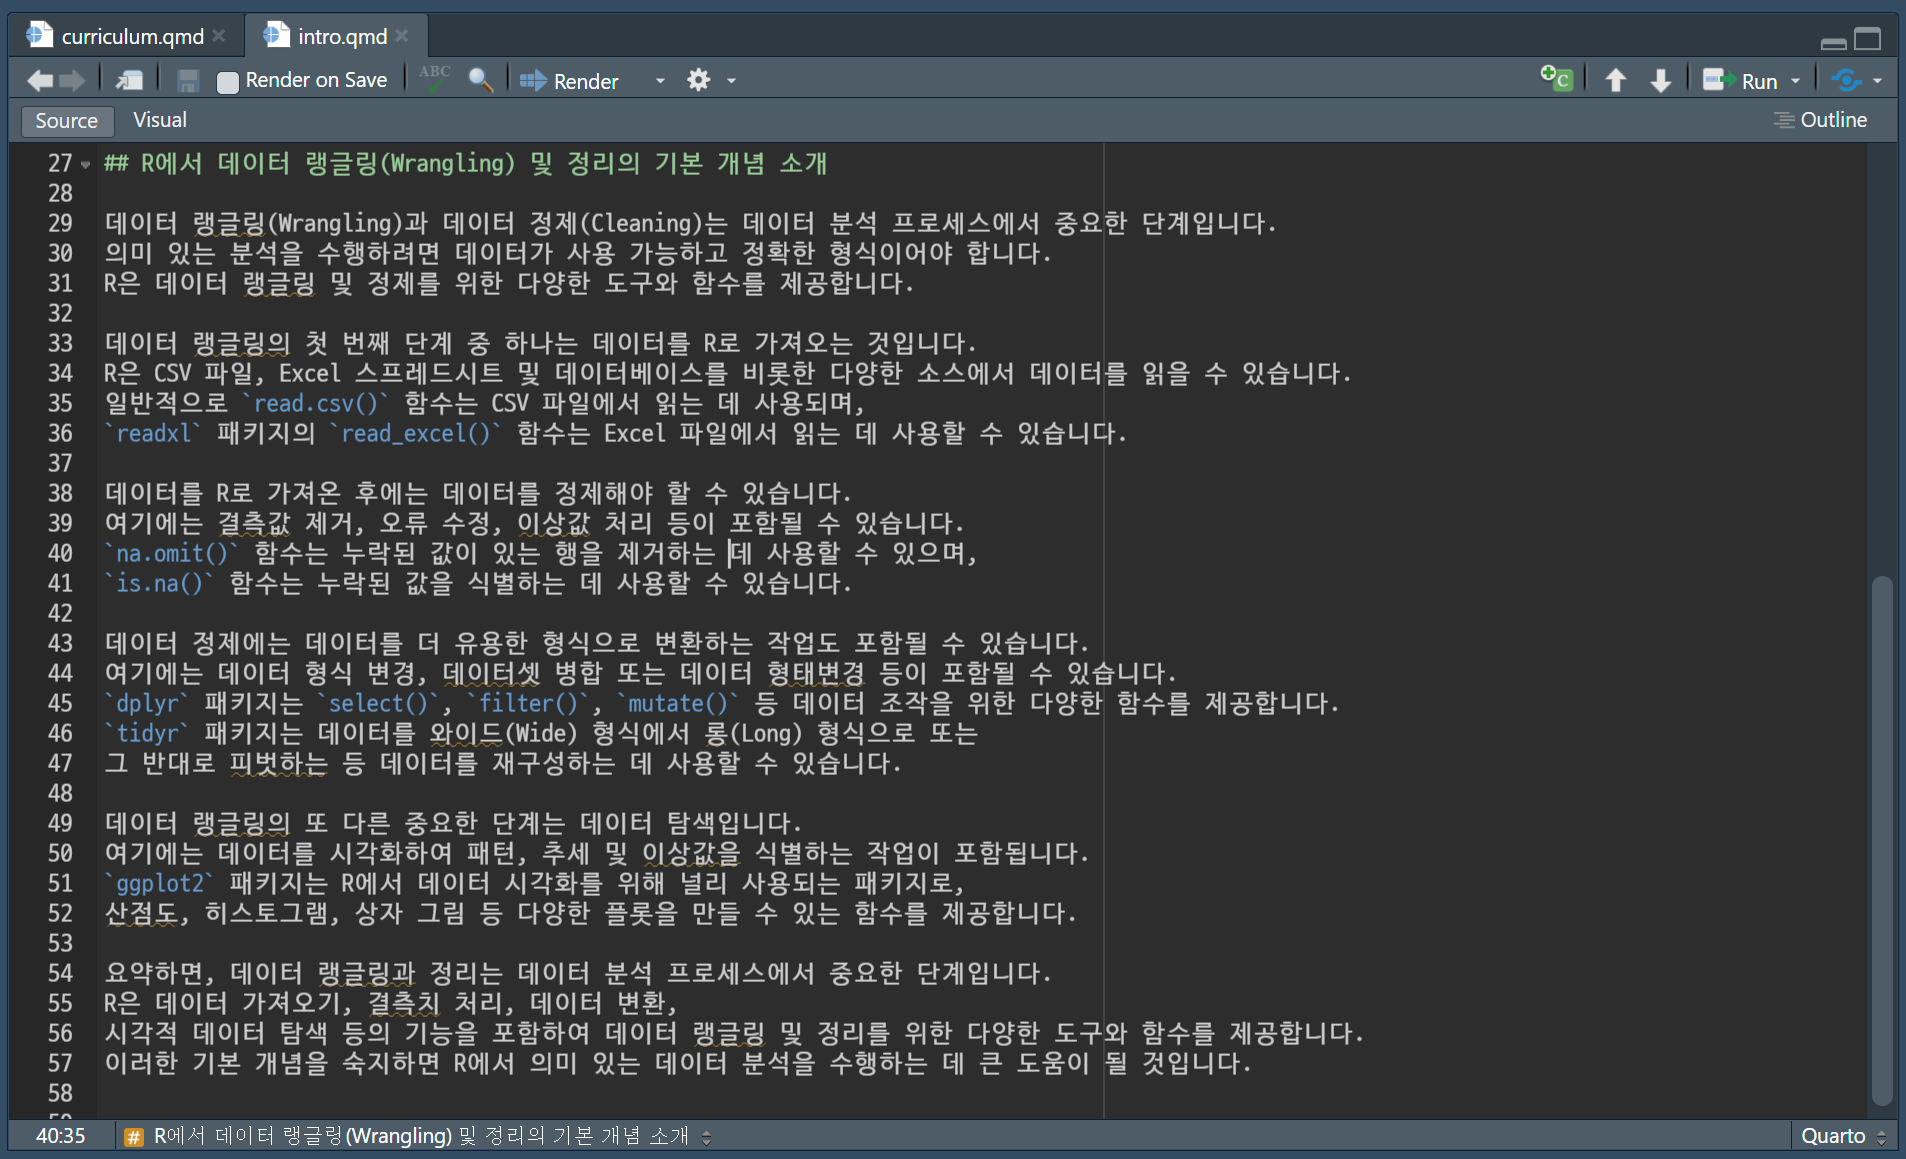 curriculum.qmd
intro.qmd
Render on Save
ABC
Render
Run
Source
Visual
Outline
27 ## R에서 데이터 랭글링(Wrangling) 및 정리의 기본 개념 소개
28
29 데이터 랭글링(Wrangling)과 데이터 정제(Cleaning)는 데이터 분석 프로세스에서 중요한 단계입니다.
30 의미 있는 분석을 수행하려면 데이터가 사용 가능하고 정확한 형식이어야 합니다.
31 R은 데이터 랭글링 및 정제를 위한 다양한 도구와 함수를 제공합니다.
32
33 데이터 랭글링의 첫 번째 단계 중 하나는 데이터를 R로 가져오는 것입니다.
34 R은 CSV 파일, Excel 스프레드시트 및 데이터베이스를 비롯한 다양한 소스에서 데이터를 읽을 수 있습니다.
35 일반적으로 `read.csv()` 함수는 CSV 파일에서 읽는 데 사용되며,
36 `readxl` 패키지의 `read_excel()` 함수는 Excel 파일에서 읽는 데 사용할 수 있습니다.
37
38 데이터를 R로 가져온 후에는 데이터를 정제해야 할 수 있습니다.
39 여기에는 결측값 제거, 오류 수정, 이상값 처리 등이 포함될 수 있습니다.
40 `na.omit()` 함수는 누락된 값이 있는 행을 제거하는 데 사용할 수 있으며,
41 `is.na()` 함수는 누락된 값을 식별하는 데 사용할 수 있습니다.
42
43 데이터 정제에는 데이터를 더 유용한 형식으로 변환하는 작업도 포함될 수 있습니다.
44 여기에는 데이터 형식 변경, 데이터셋 병합 또는 데이터 형태변경 등이 포함될 수 있습니다.
45 `dplyr` 패키지는 `select()`, `filter()`, `mutate()` 등 데이터 조작을 위한 다양한 함수를 제공합니다.
46 `tidyr` 패키지는 데이터를 와이드(Wide) 형식에서 롱(Long) 형식으로 또는
47 그 반대로 피벗하는 등 데이터를 재구성하는 데 사용할 수 있습니다.
48
49 데이터 랭글링의 또 다른 중요한 단계는 데이터 탐색입니다.
50 여기에는 데이터를 시각화하여 패턴, 추세 및 이상값을 식별하는 작업이 포함됩니다.
51 `ggplot2` 패키지는 R에서 데이터 시각화를 위해 널리 사용되는 패키지로,
52 산점도, 히스토그램, 상자 그림 등 다양한 플롯을 만들 수 있는 함수를 제공합니다.
53
54 요약하면, 데이터 랭글링과 정리는 데이터 분석 프로세스에서 중요한 단계입니다.
55 R은 데이터 가져오기, 결측치 처리, 데이터 변환,
56 시각적 데이터 탐색 등의 기능을 포함하여 데이터 랭글링 및 정리를 위한 다양한 도구와 함수를 제공합니다.
57 이러한 기본 개념을 숙지하면 R에서 의미 있는 데이터 분석을 수행하는 데 큰 도움이 될 것입니다.
58
40:35
# R에서 데이터 랭글링(Wrangling) 및 정리의 기본 개념 소개
Quarto